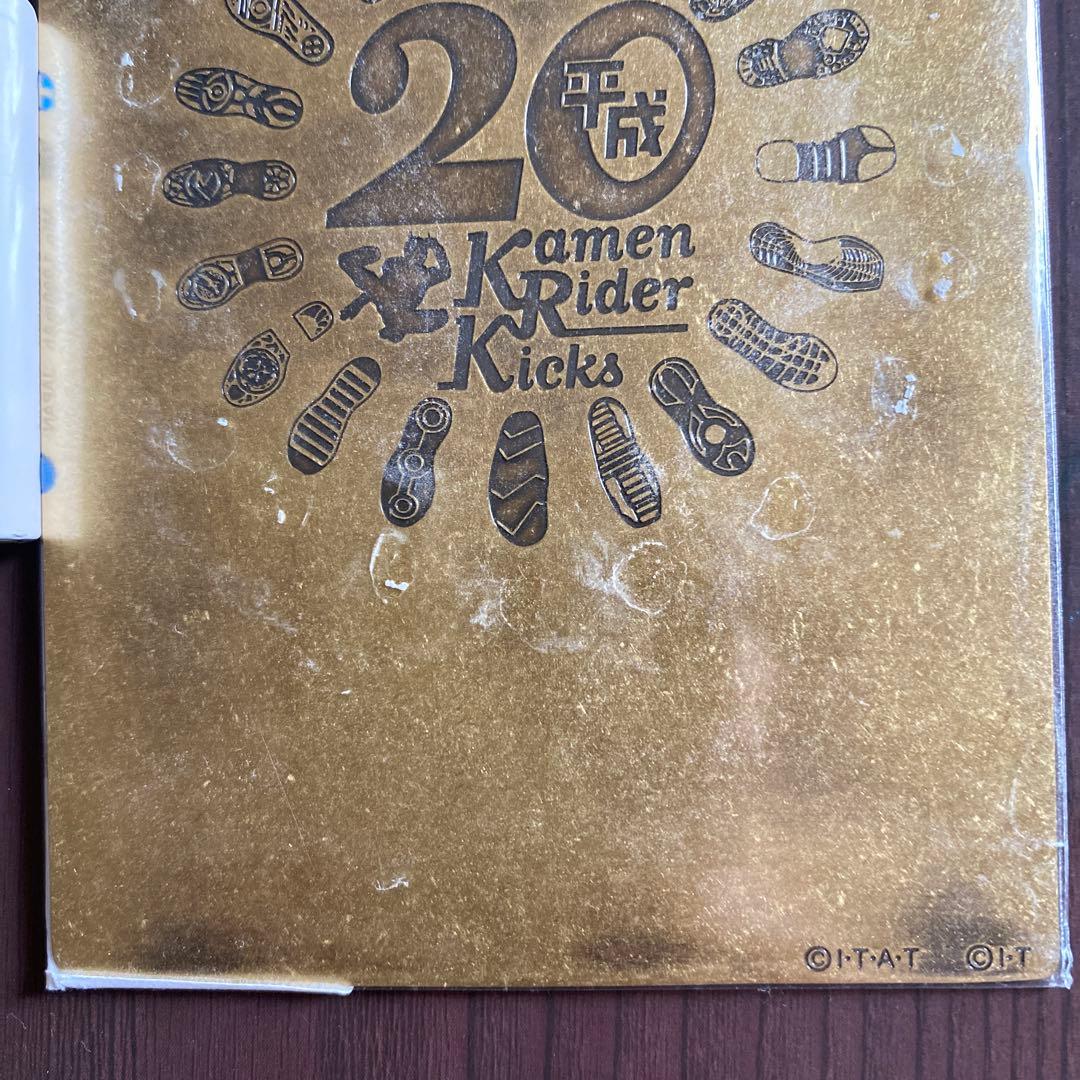 20
平成
Kamen
Rider
Kicks
©I·T·A·T ©I·T